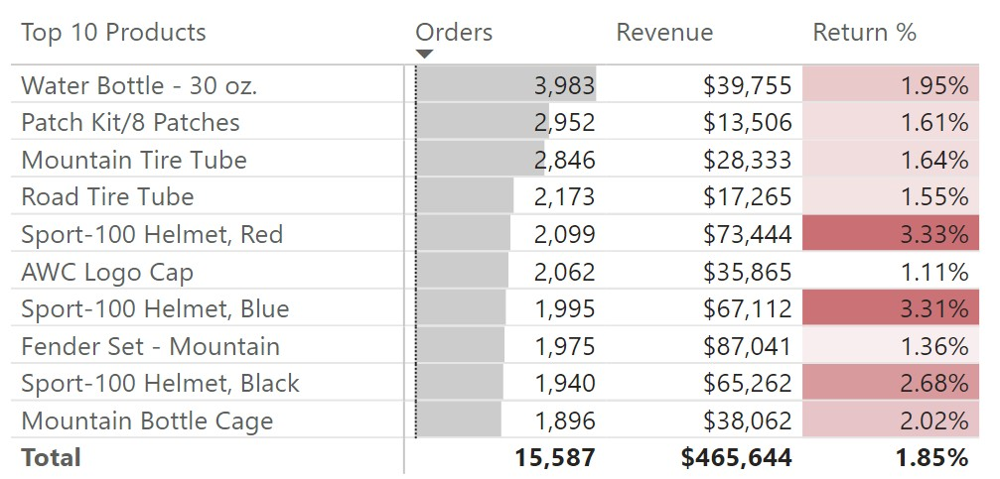 Top 10 Products Orders Revenue Return %
Water Bottle - 30 oz. 3,983 $39,755 1.95%
Patch Kit/8 Patches 2,952 $13,506 1.61%
Mountain Tire Tube 2,846 $28,333 1.64%
Road Tire Tube 2,173 $17,265 1.55%
Sport-100 Helmet, Red 2,099 $73,444 3.33%
AWC Logo Cap 2,062 $35,865 1.11%
Sport-100 Helmet, Blue 1,995 $67,112 3.31%
Fender Set - Mountain 1,975 $87,041 1.36%
Sport-100 Helmet, Black 1,940 $65,262 2.68%
Mountain Bottle Cage 1,896 $38,062 2.02%
Total 15,587 $465,644 1.85%